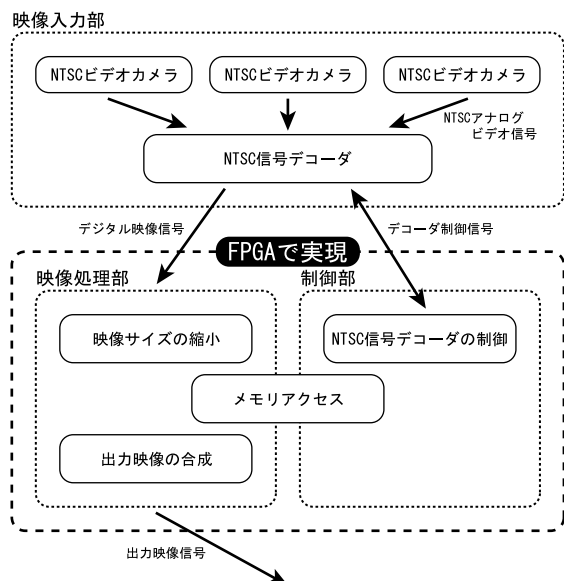 映像入力部
NTSCビデオカメラ
NTSCビデオカメラ
NTSCビデオカメラ
NTSCアナログ
ビデオ信号
NTSC信号デコーダ
デジタル映像信号
デコーダ制御信号
FPGAで実現
映像処理部
制御部
映像サイズの縮小
NTSC信号デコーダの制御
メモリアクセス
出力映像の合成
出力映像信号